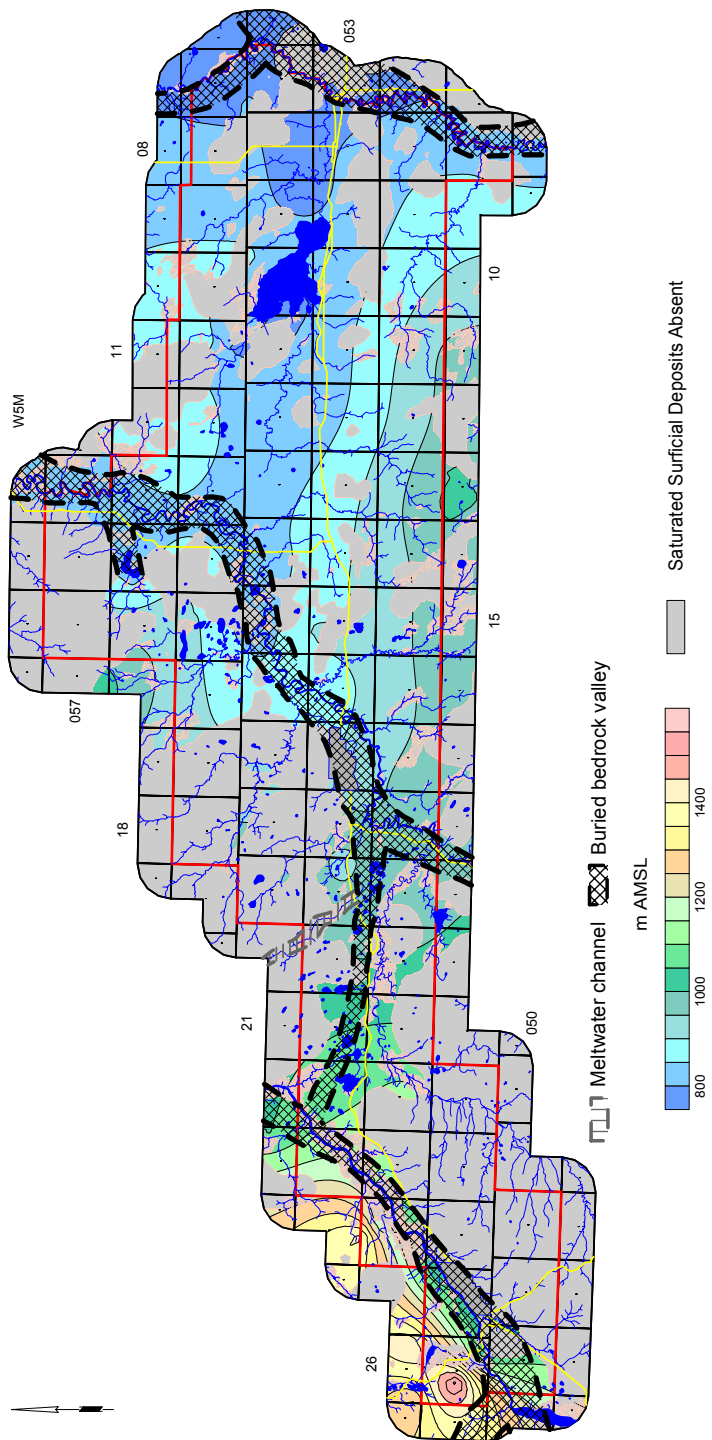 053
08
10
11
W5M
15
057
18
21
050
26
Meltwater channel
Buried bedrock valley
Saturated Surficial Deposits Absent
m AMSL
800
1000
1200
1400